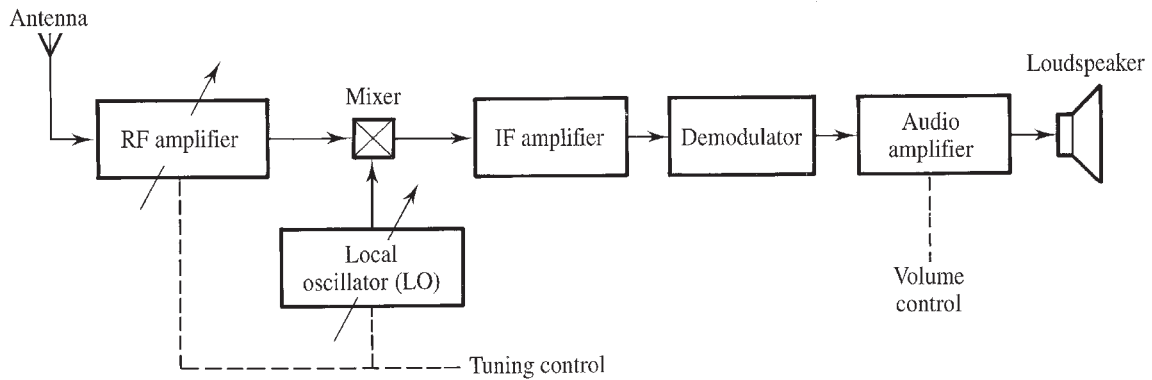 Antenna
Loudspeaker
Mixer
RF amplifier
IF amplifier
Demodulator
Audio
amplifier
Local
oscillator (LO)
Volume
control
Tuning control